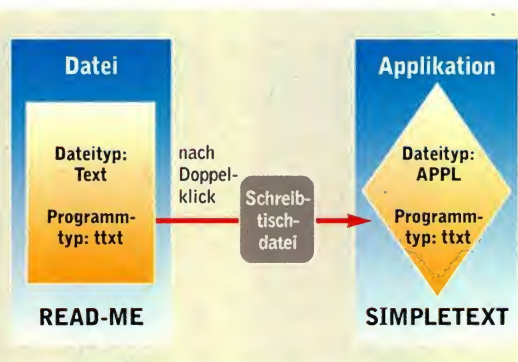 Datei
Dateityp:
Text
Programm-
typ: ttxt
READ-ME
nach
Doppel-
klick
Schreib-
tisch-
datei
Applikation
Dateityp:
APPL
Programm-
typ: ttxt
SIMPLETEXT